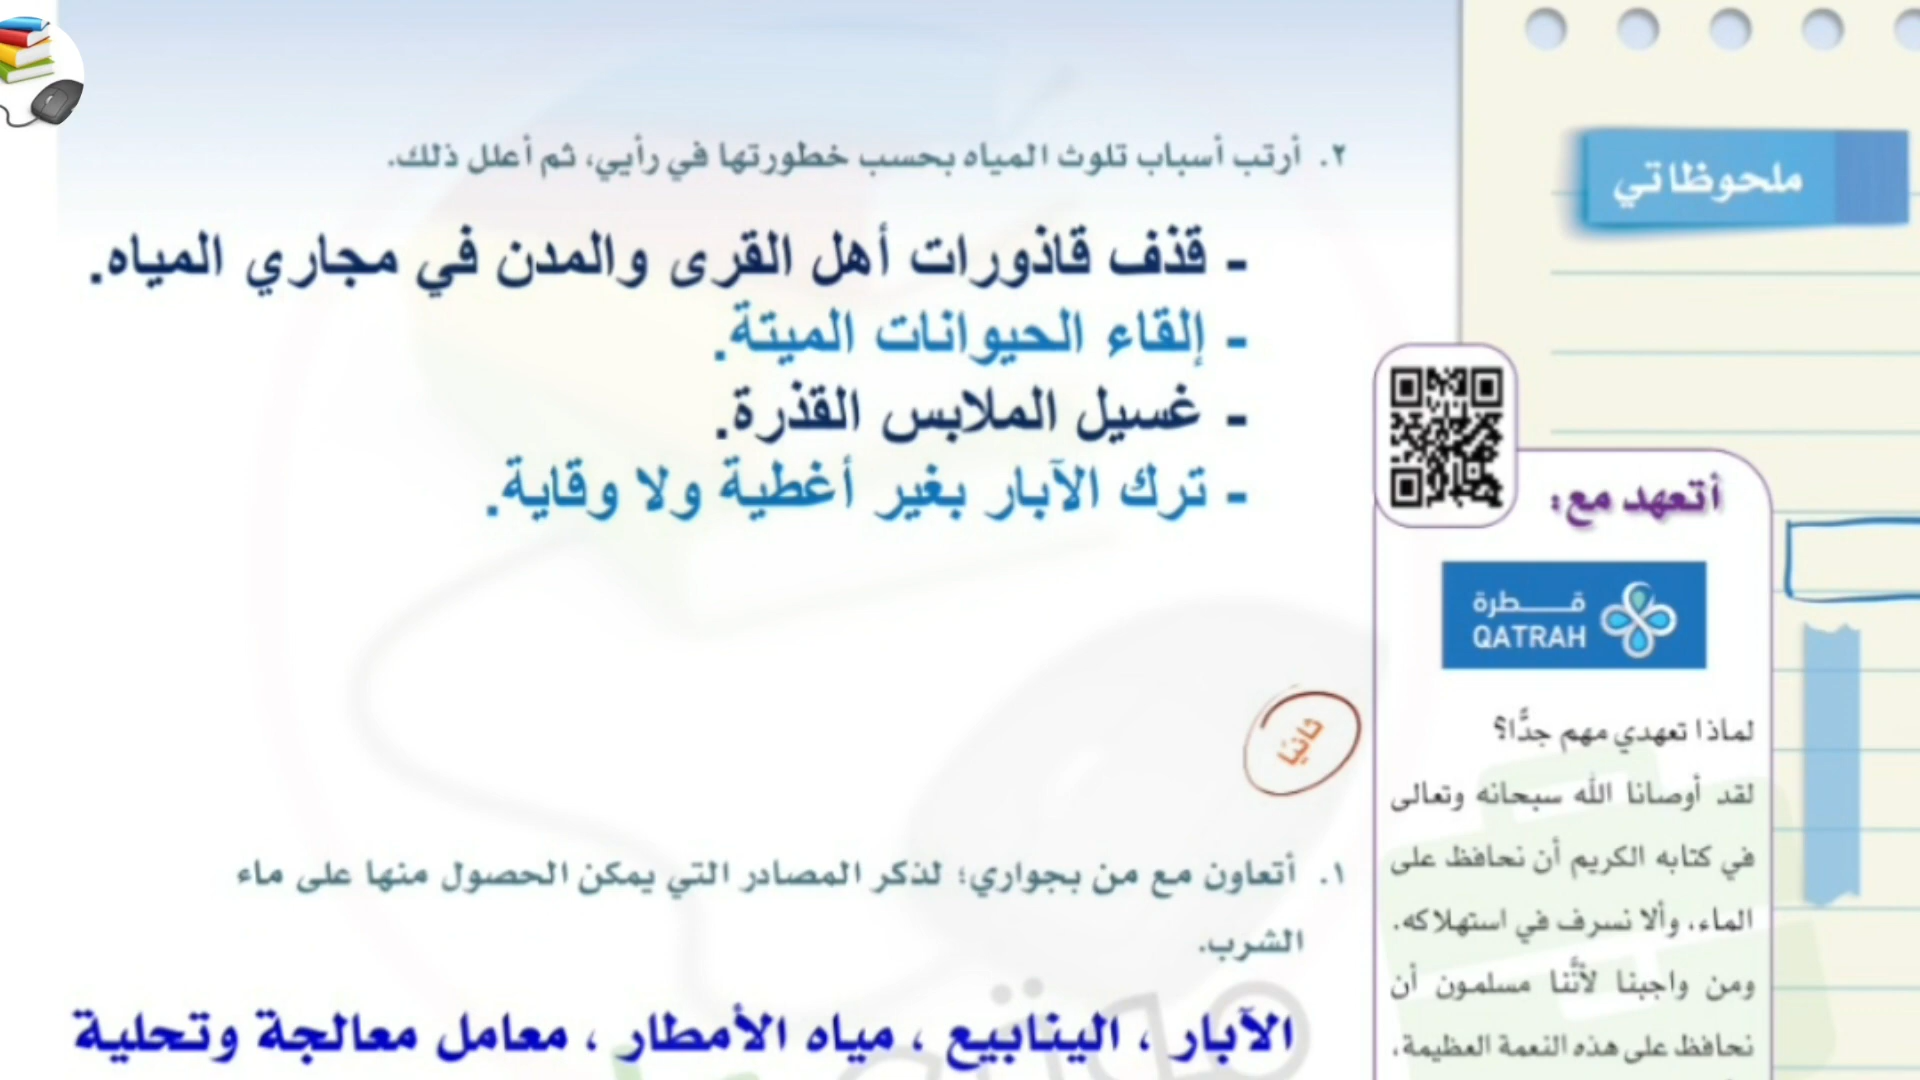 ملحوظاتي
٢. أرتب أسباب تلوث المياه بحسب خطورتها في رأيي، ثم أعلل ذلك.
- قذف قاذورات أهل القرى والمدن في مجاري المياه.
- إلقاء الحيوانات الميتة.
- غسيل الملابس القذرة.
- ترك الآبار بغير أغطية ولا وقاية.
ثانيًا
١. أتعاون مع من بجواري؛ لذكر المصادر التي يمكن الحصول منها على ماء
الشرب.
الآبار ، الينابيع ، مياه الأمطار ، معامل معالجة وتحلية
أتعهد مع:
قـطرة
QATRAH
لماذا تعهدي مهم جدًّا؟
لقد أوصانا الله سبحانه وتعالى
في كتابه الكريم أن نحافظ على
الماء، وألا نسرف في استهلاكه.
ومن واجبنا لأنَّنا مسلمون أن
نحافظ على هذه النعمة العظيمة،